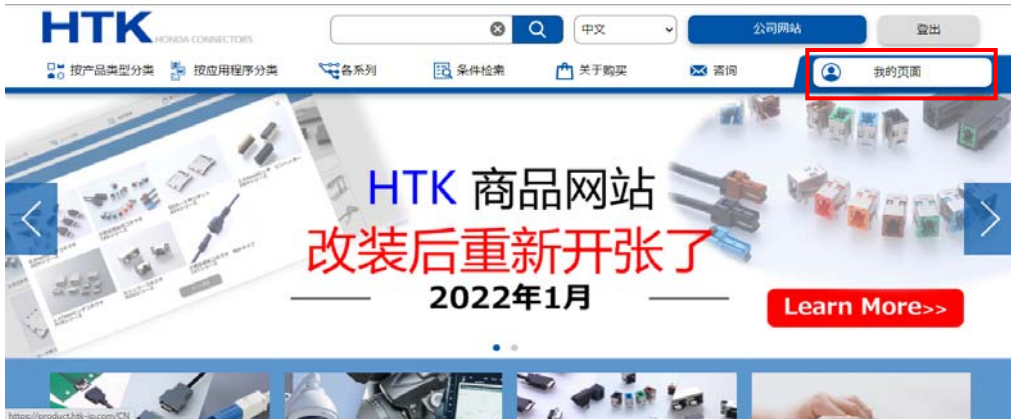 HTK HONDA CONNECTORS
中文
公司网站
登出
按产品类型分类
按应用程序分类
各系列
条件检索
关于购买
咨询
我的页面
HTK 商品网站
改装后重新开张了
2022年1月
Learn More>>
https://product.htk-jp.com/CN